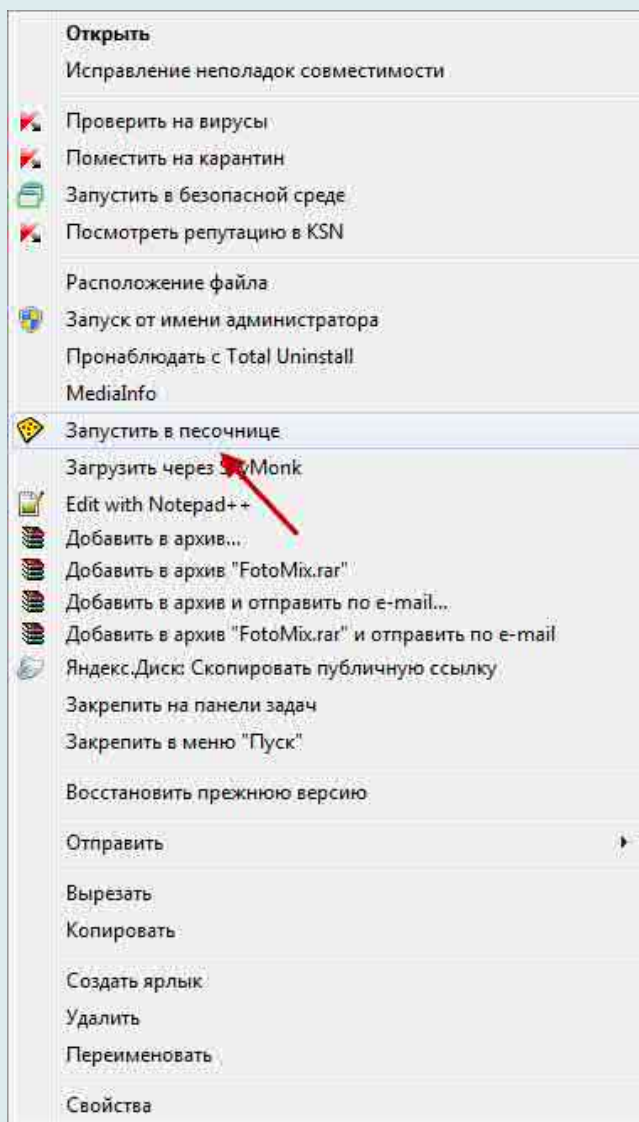 Открыть
Исправление неполадок совместимости
Проверить на вирусы
Поместить на карантин
Запустить в безопасной среде
Посмотреть репутацию в KSN
Расположение файла
Запуск от имени администратора
Пронаблюдать с Total Uninstall
MediaInfo
Запустить в песочнице
Загрузить через
Edit with Notepad++
Добавить в архив...
Добавить в архив "FotoMix.rar"
Добавить в архив и отправить по e-mail...
Добавить в архив "FotoMix.rar" и отправить по e-mail
Яндекс.Диск: Скопировать публичную ссылку
Закрепить на панели задач
Закрепить в меню "Пуск"
Восстановить прежнюю версию
Отправить
Вырезать
Копировать
Создать ярлык
Удалить
Переименовать
Свойства